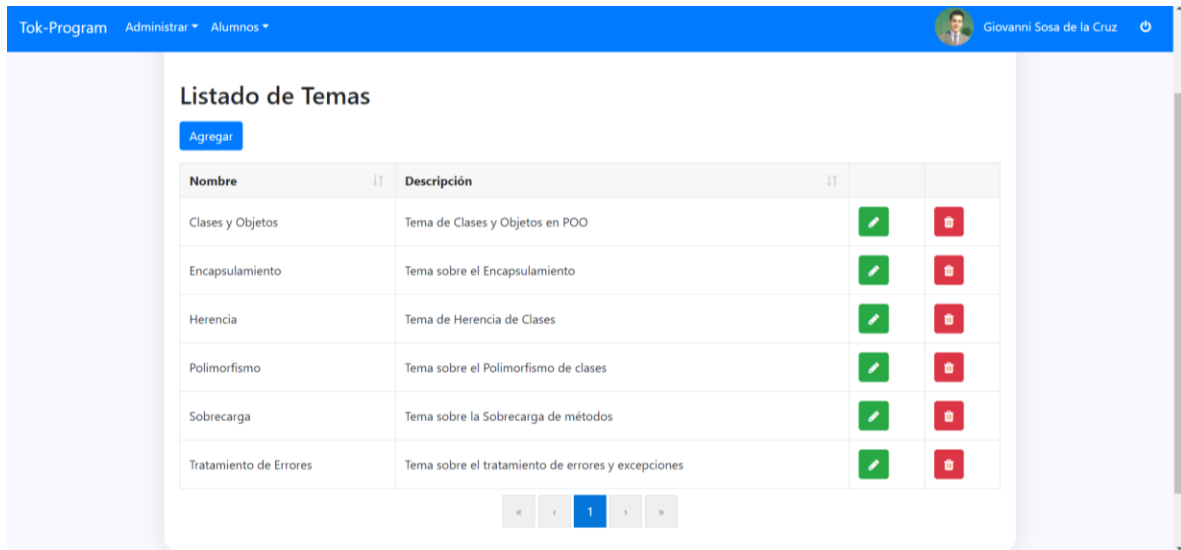 Tok-Program Administrar Alumnos Giovanni Sosa de la Cruz
Listado de Temas
Agregar
Nombre Descripción
Clases y Objetos Tema de Clases y Objetos en POO
Encapsulamiento Tema sobre el Encapsulamiento
Herencia Tema de Herencia de Clases
Polimorfismo Tema sobre el Polimorfismo de clases
Sobrecarga Tema sobre la Sobrecarga de métodos
Tratamiento de Errores Tema sobre el tratamiento de errores y excepciones
« ‹ 1 › »